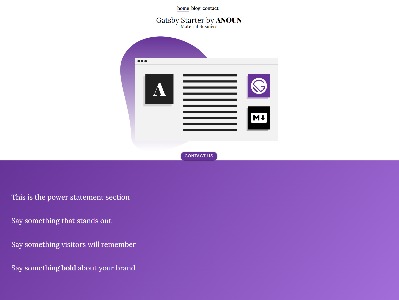 home blog contact
Gatsby Starter by ANOUN
A
M
CONTACT US
This is the power statement section
Say something that stands out
Say something visitors will remember
Say something bold about your brand